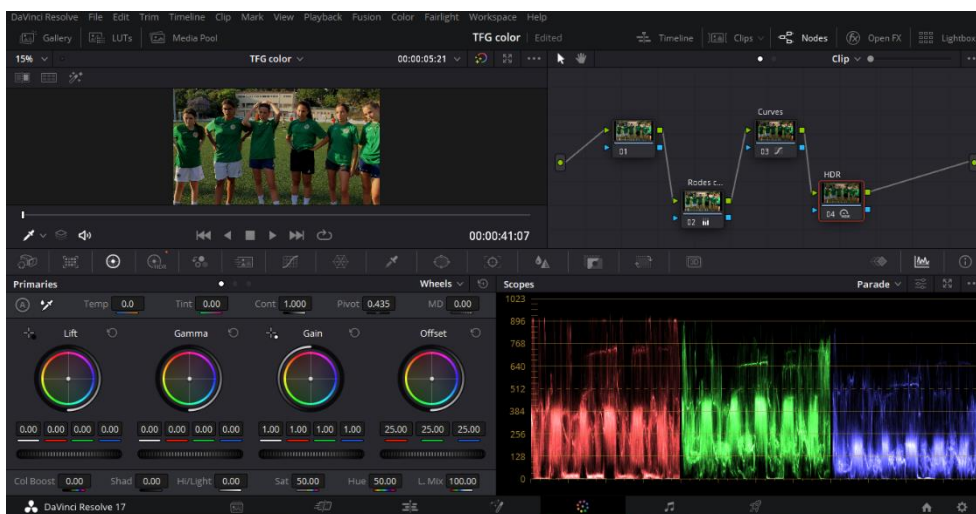 DaVinci Resolve File Edit Trim Timeline Clip Mark View Playback Fusion Color Fairlight Workspace Help
Gallery LUTs Media Pool TFG color Edited Timeline Clips Nodes Open FX Lightbox
15% TFG color 00:00:05:21 Clip
Curves
01
03
HDR
Rodes c...
02
04
00:00:41:07
HDR
3D
Primaries Wheels Scopes Parade
A Temp 0.0 Tint 0.00 Cont 1.000 Pivot 0.435 MD 0.00
Lift Gamma Gain Offset
0.00 0.00 0.00 0.00 0.00 0.00 0.00 0.00 1.00 1.00 1.00 1.00 25.00 25.00 25.00
Col Boost 0.00 Shad 0.00 Hi/Light 0.00 Sat 50.00 Hue 50.00 L. Mix 100.00
1023
896
768
640
512
384
256
128
0
DaVinci Resolve 17